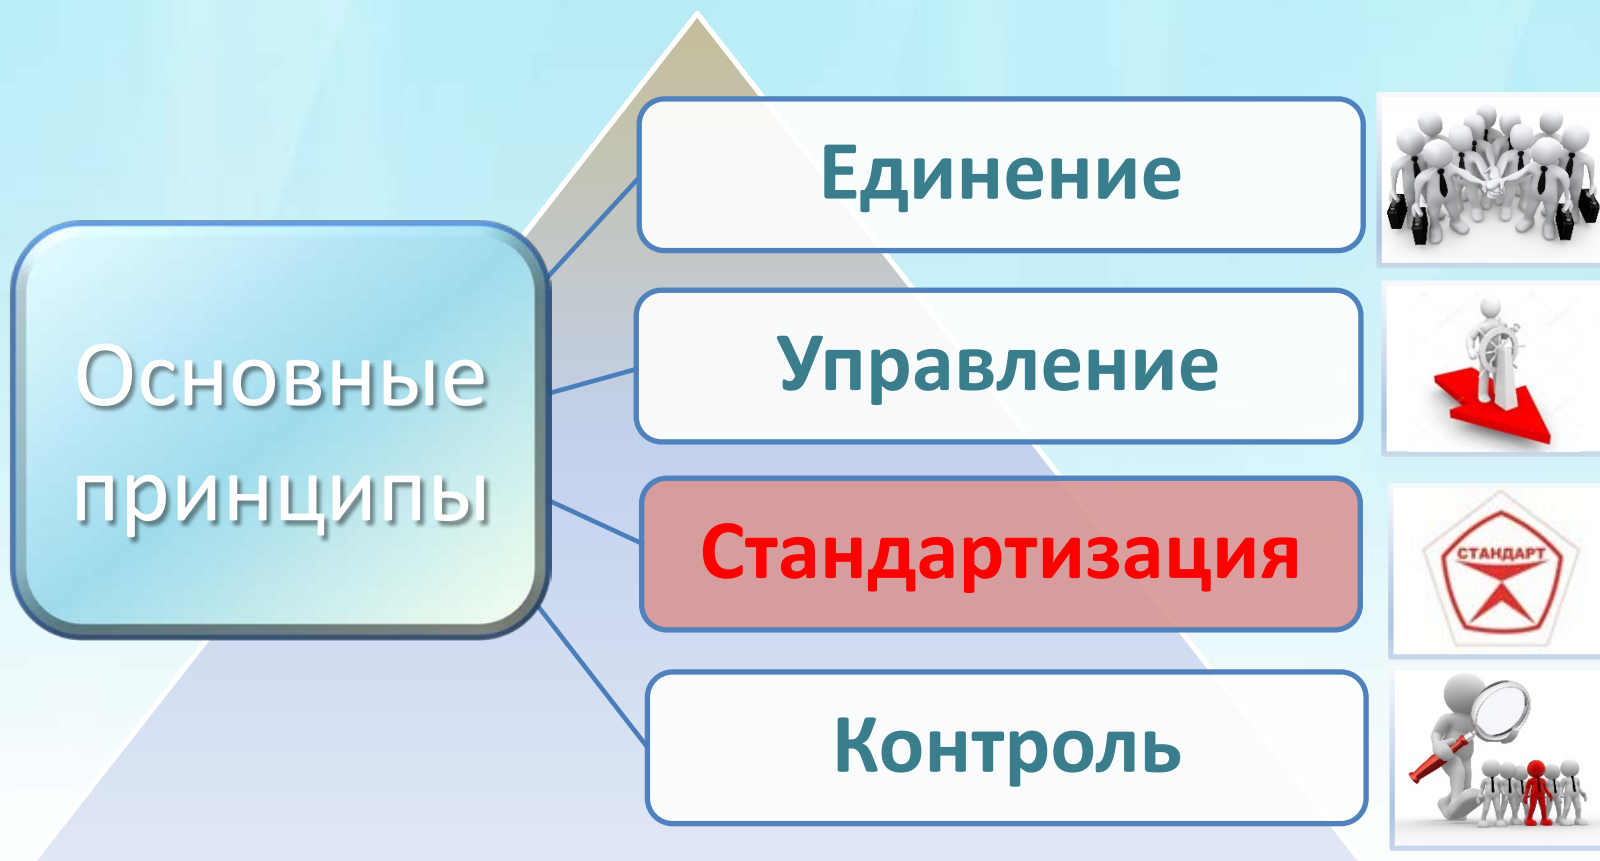 Основные
принципы
Единение
Управление
Стандартизация
СТАНДАРТ
Контроль